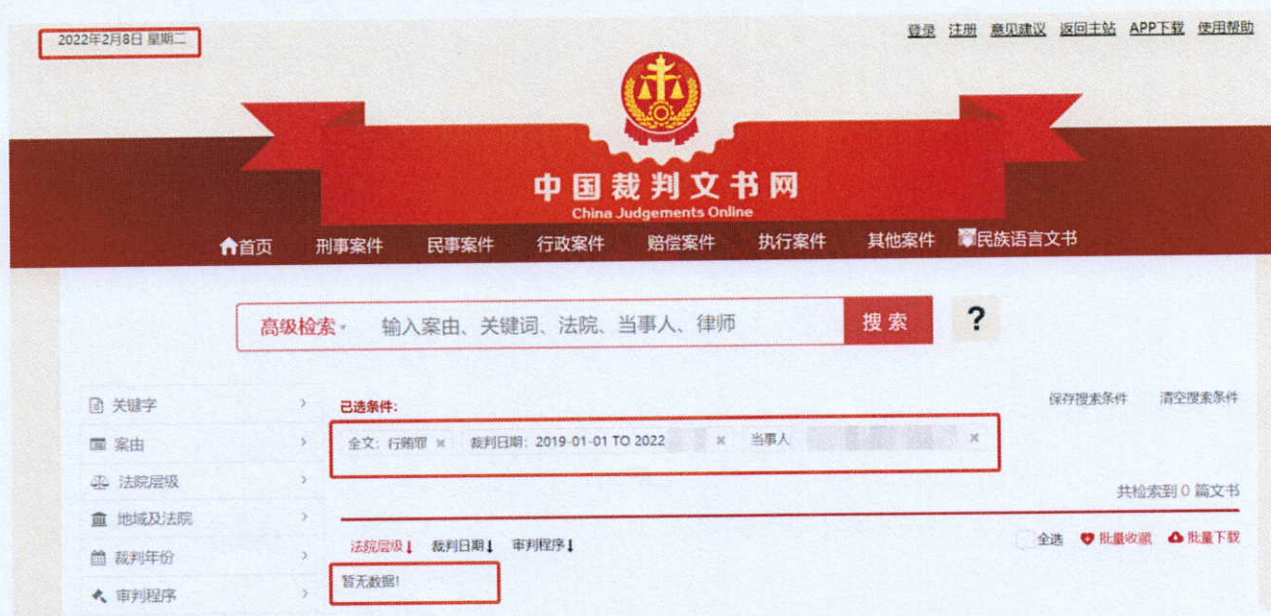 2022年2月8日 星期二
登录 注册 意见建议 返回主站 APP下载 使用帮助
中国裁判文书网
China Judgements Online
首页 刑事案件 民事案件 行政案件 赔偿案件 执行案件 其他案件 民族语言文书
高级检索 输入案由、关键词、法院、当事人、律师 搜索 ?
关键字
案由
法院层级
地域及法院
裁判年份
审判程序
已选条件:
保存搜索条件 清空搜索条件
全文: 行贿罪 × 裁判日期: 2019-01-01 TO 2022 × 当事人 ×
共检索到 0 篇文书
法院层级 裁判日期 审判程序
全选 批量收藏 批量下载
暂无数据!